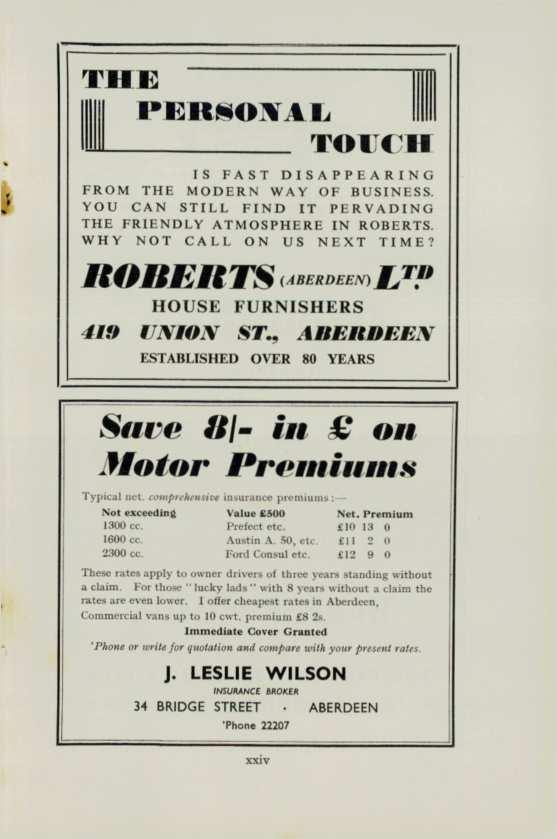 THE
PERSONAL
TOUCH
IS FAST DISAPPEARING
FROM THE MODERN WAY OF BUSINESS.
YOU CAN STILL FIND IT PERVADING
THE FRIENDLY ATMOSPHERE IN ROBERTS.
WHY NOT CALL ON US NEXT TIME?
ROBERTS (ABERDEEN) LTD.
HOUSE FURNISHERS
419 UNION ST., ABERDEEN
ESTABLISHED OVER 80 YEARS
Save 8/- in £ on
Motor Premiums
Typical net. comprehensive insurance premiums:—
Not exceeding Value £500 Net. Premium
1300 cc. Prefect etc. £10 13 0
1600 cc. Austin A. 50, etc. £11 2 0
2300 cc. Ford Consul etc. £12 9 0
These rates apply to owner drivers of three years standing without
a claim. For those "lucky lads" with 8 years without a claim the
rates are even lower. I offer cheapest rates in Aberdeen,
Commercial vans up to 10 cwt. premium £8 2s.
Immediate Cover Granted
'Phone or write for quotation and compare with your present rates.
J. LESLIE WILSON
INSURANCE BROKER
34 BRIDGE STREET · ABERDEEN
'Phone 22207
xxiv